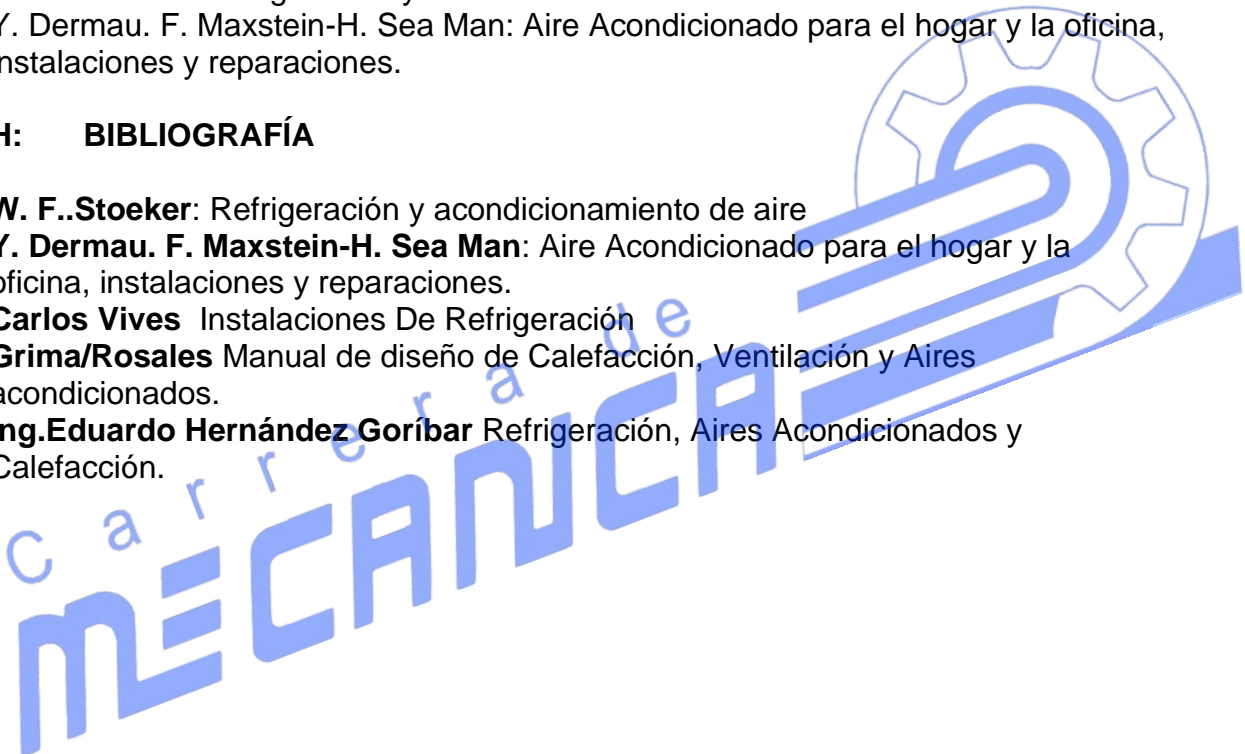 Y. Dermau. F. Maxstein-H. Sea Man: Aire Acondicionado para el hogar y la oficina,
instalaciones y reparaciones.
H: BIBLIOGRAFÍA
W. F..Stoeker: Refrigeración y acondicionamiento de aire
Y. Dermau. F. Maxstein-H. Sea Man: Aire Acondicionado para el hogar y la
oficina, instalaciones y reparaciones.
Carlos Vives Instalaciones De Refrigeración
Grima/Rosales Manual de diseño de Calefacción, Ventilación y Aires
acondicionados.
Ing.Eduardo Hernández Goríbar Refrigeración, Aires Acondicionados y
Calefacción.
Carrera de
MECANICA